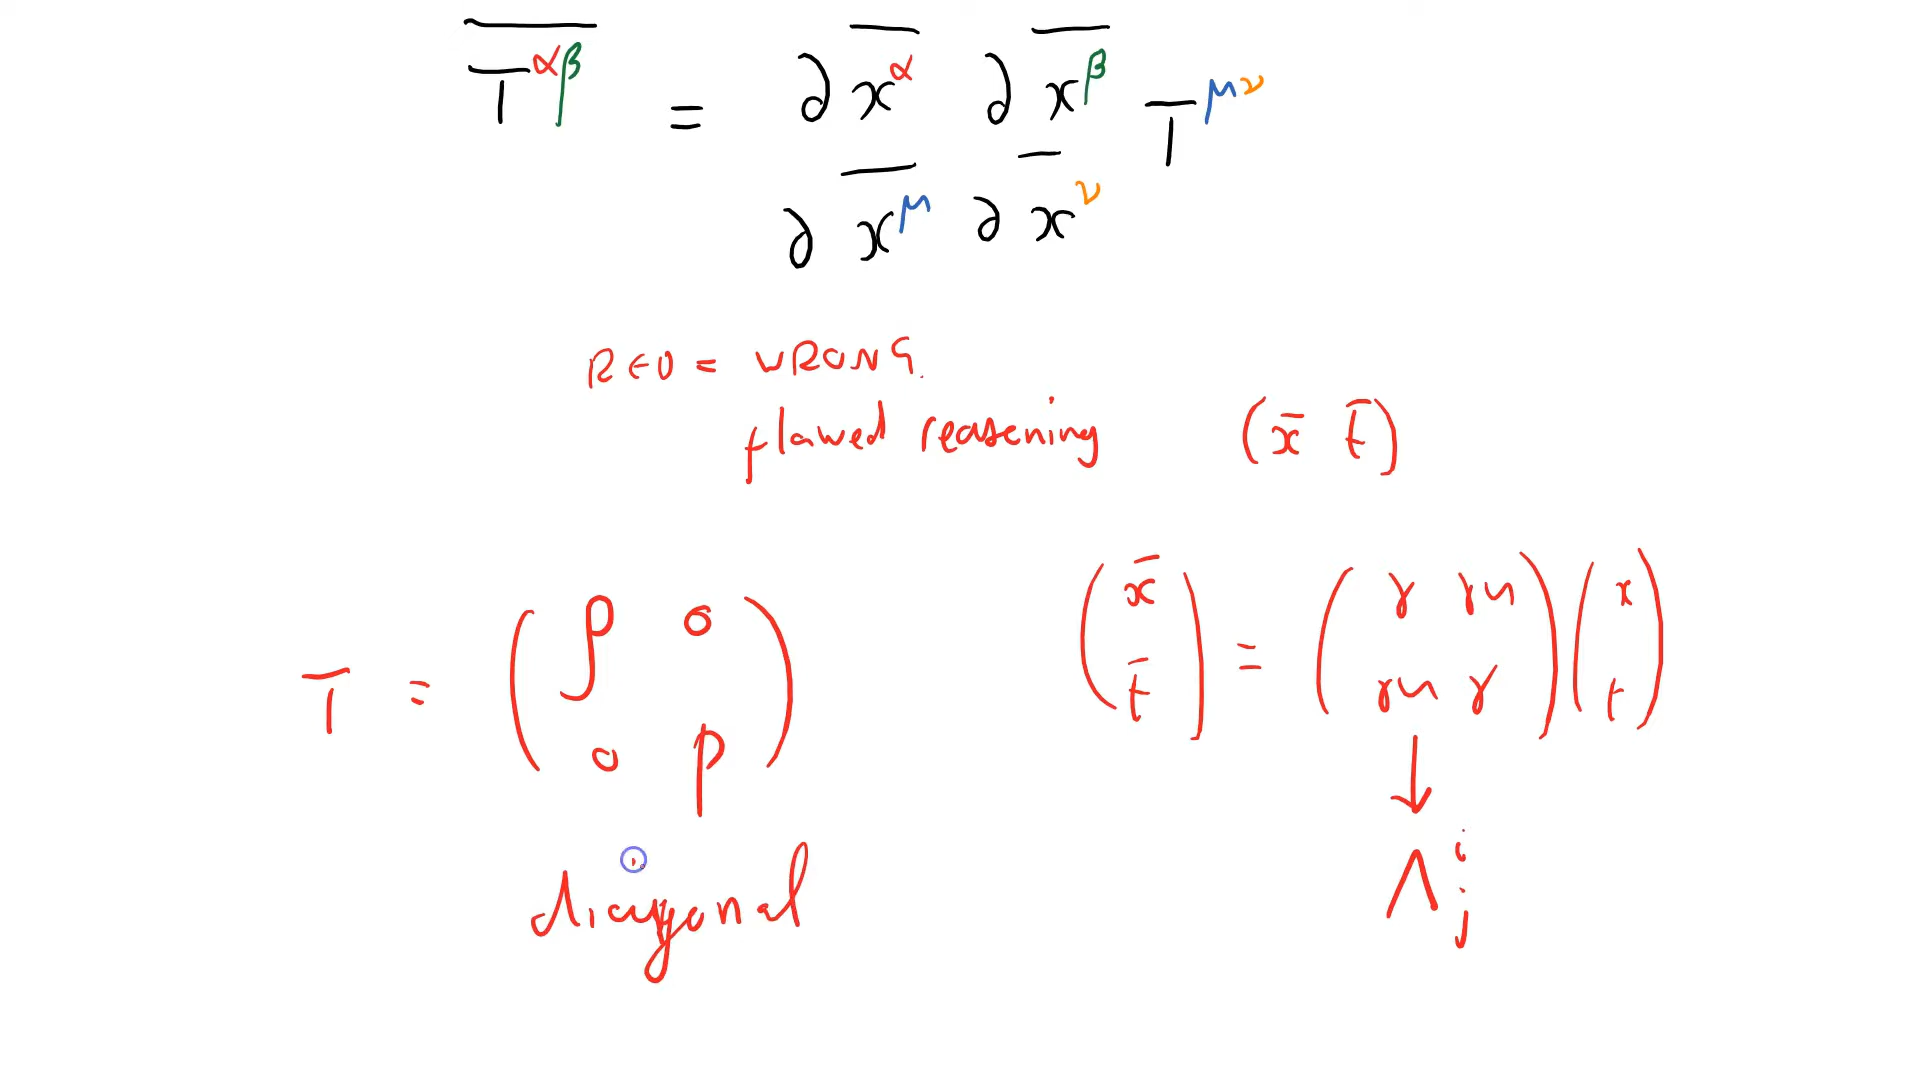 T̅^{αβ} = ∂x̅^α ∂x̅^β T^{μν}
∂x̅^μ ∂x̅^ν
RED = WRONG.
flawed reasoning (x̄ t̄)
T = ( ρ 0
0 p )
( x̄
t̄ ) = ( γ γu
γu γ ) ( x
t )
↓
diagonal
Λ^i_j